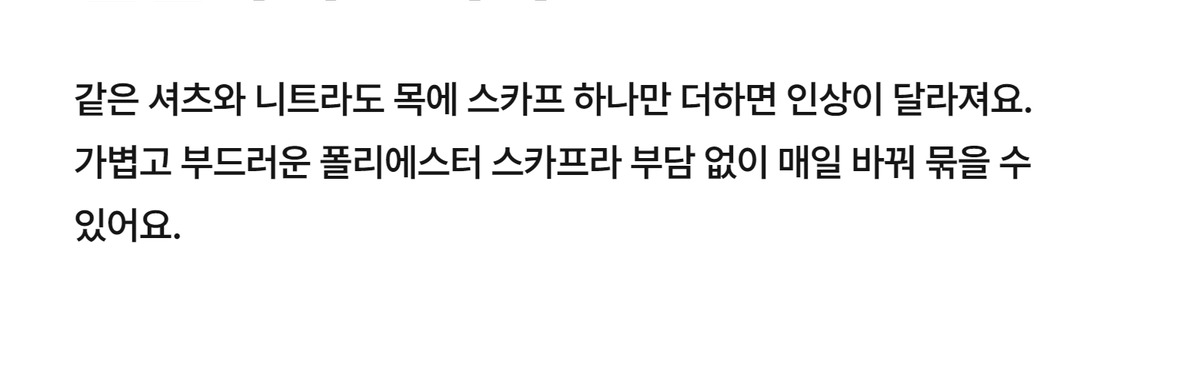 같은 셔츠와 니트라도 목에 스카프 하나만 더하면 인상이 달라져요.
가볍고 부드러운 폴리에스터 스카프라 부담 없이 매일 바꿔 묶을 수
있어요.